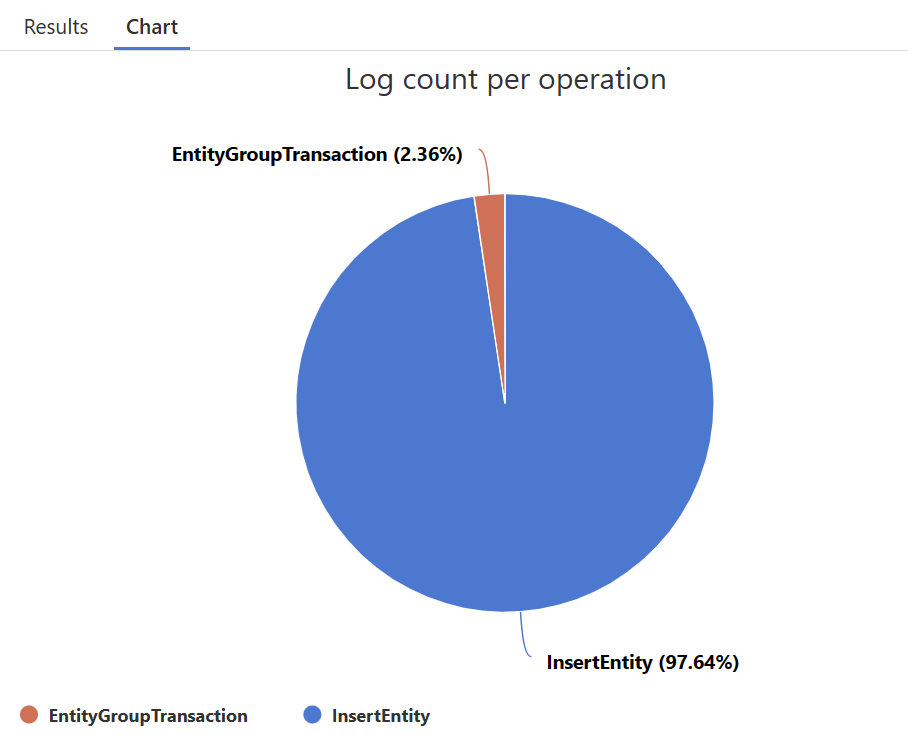 Results Chart
Log count per operation
EntityGroupTransaction (2.36%)
InsertEntity (97.64%)
EntityGroupTransaction InsertEntity